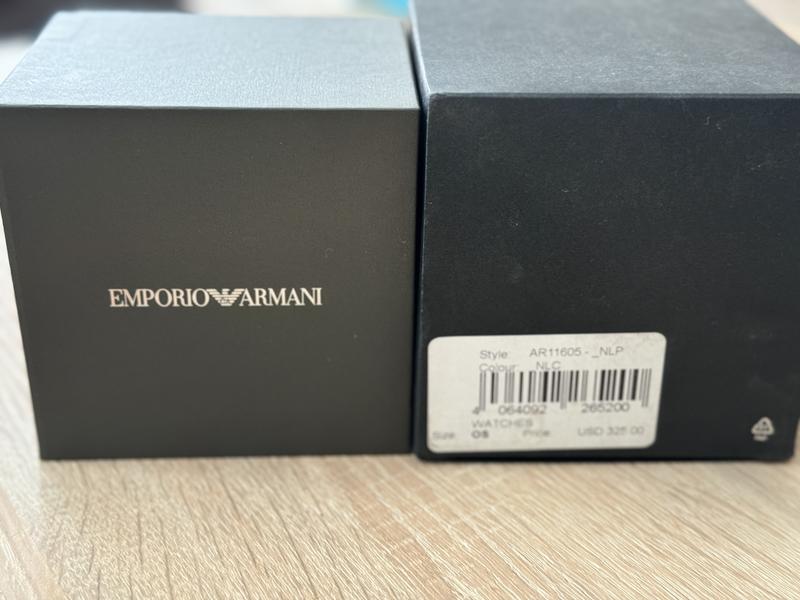 EMPORIO ARMANI
Style: AR11605 - _NLP
Colour: NLC
4 064092 265200
WATCHES
Size: OS Price: USD 325.00